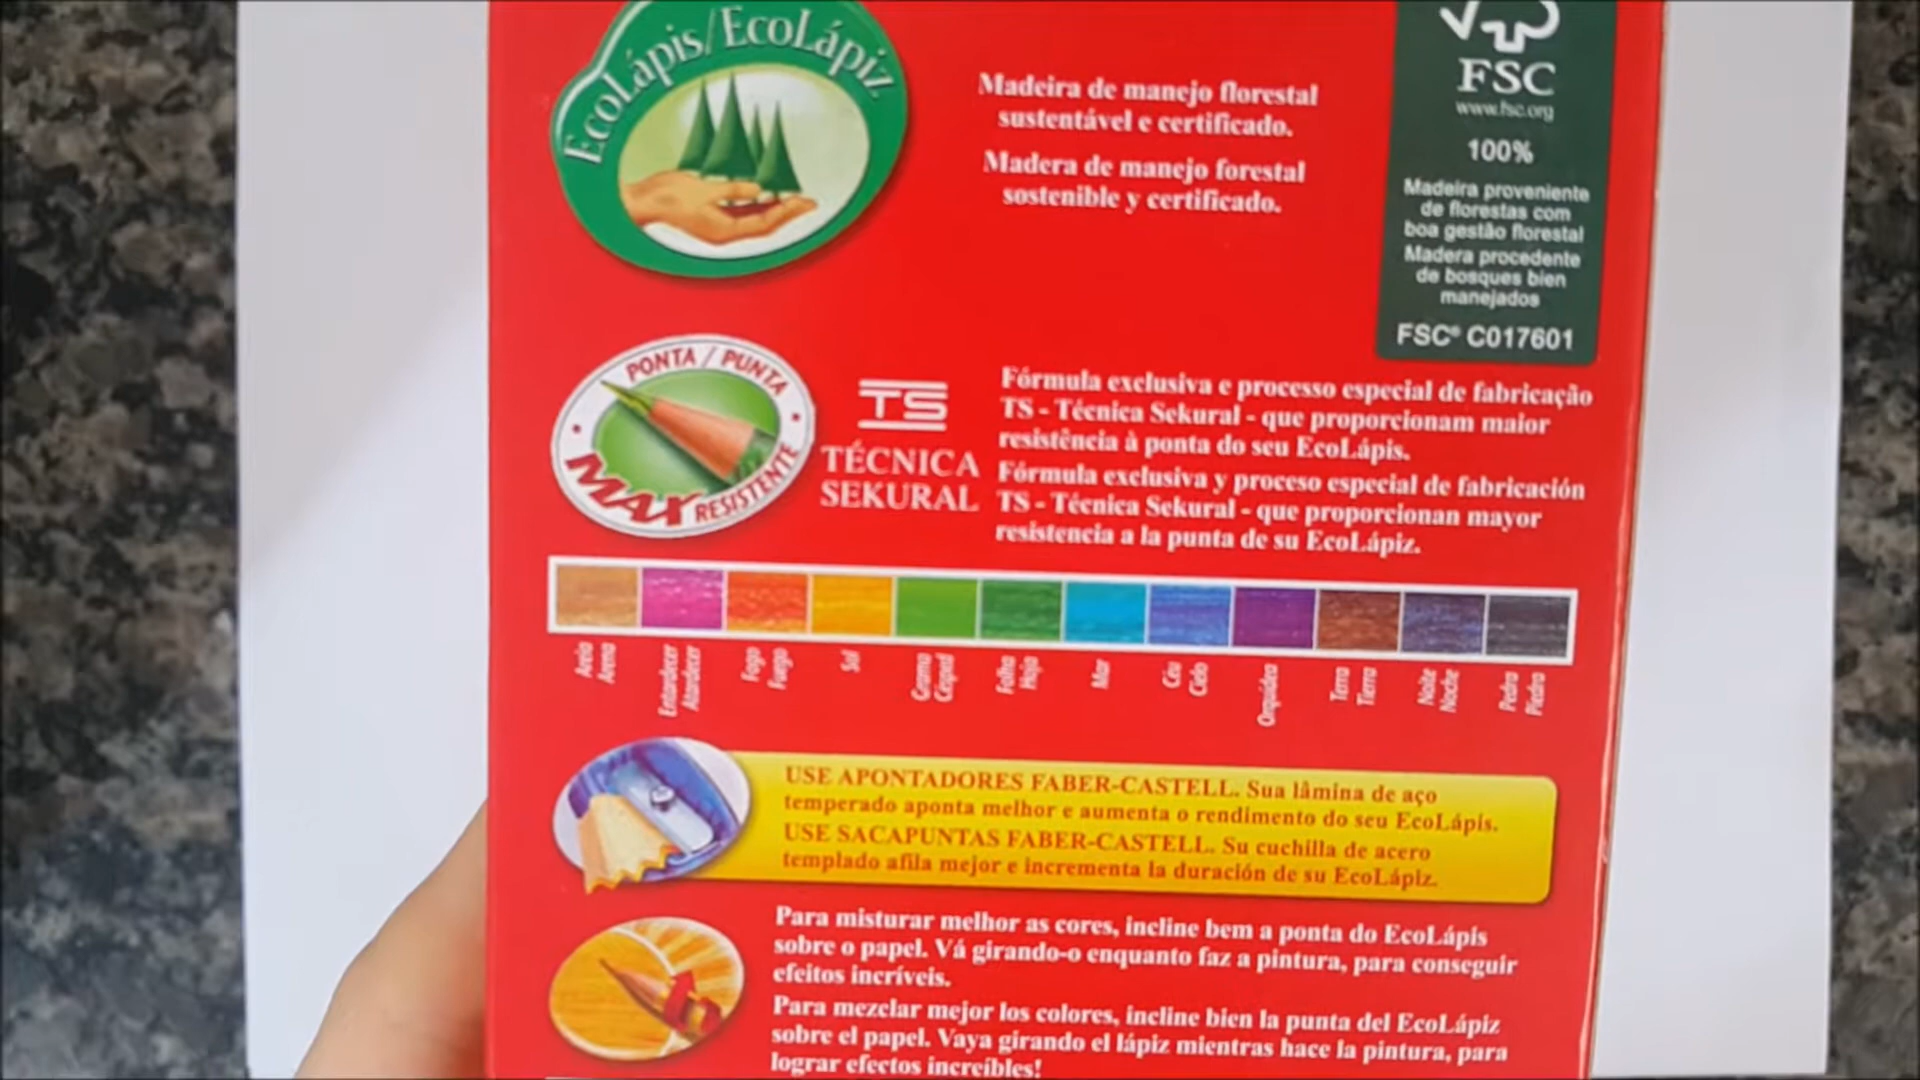 EcoLápis/EcoLápiz
Madeira de manejo florestal
sustentável e certificado.
Madera de manejo forestal
sostenible y certificado.
FSC
www.fsc.org
100%
Madeira proveniente
de florestas com
boa gestão florestal
Madera procedente
de bosques bien
manejados
FSC® C017601
PONTA / PUNTA
MAX RESISTENTE
TS
TÉCNICA
SEKURAL
Fórmula exclusiva e processo especial de fabricação
TS - Técnica Sekural - que proporcionam maior
resistência à ponta do seu EcoLápis.
Fórmula exclusiva y proceso especial de fabricación
TS - Técnica Sekural - que proporcionan mayor
resistencia a la punta de su EcoLápiz.
Areia
Arena
Entardecer
Atardecer
Fogo
Fuego
Sol
Grama
Césped
Folha
Hoja
Mar
Céu
Cielo
Orquídea
Terra
Tierra
Noite
Noche
Pedra
Piedra
USE APONTADORES FABER-CASTELL. Sua lâmina de aço
temperado aponta melhor e aumenta o rendimento do seu EcoLápis.
USE SACAPUNTAS FABER-CASTELL. Su cuchilla de acero
templado afila mejor e incrementa la duración de su EcoLápiz.
Para misturar melhor as cores, incline bem a ponta do EcoLápis
sobre o papel. Vá girando-o enquanto faz a pintura, para conseguir
efeitos incríveis.
Para mezclar mejor los colores, incline bien la punta del EcoLápiz
sobre el papel. Vaya girando el lápiz mientras hace la pintura, para
lograr efectos increíbles!